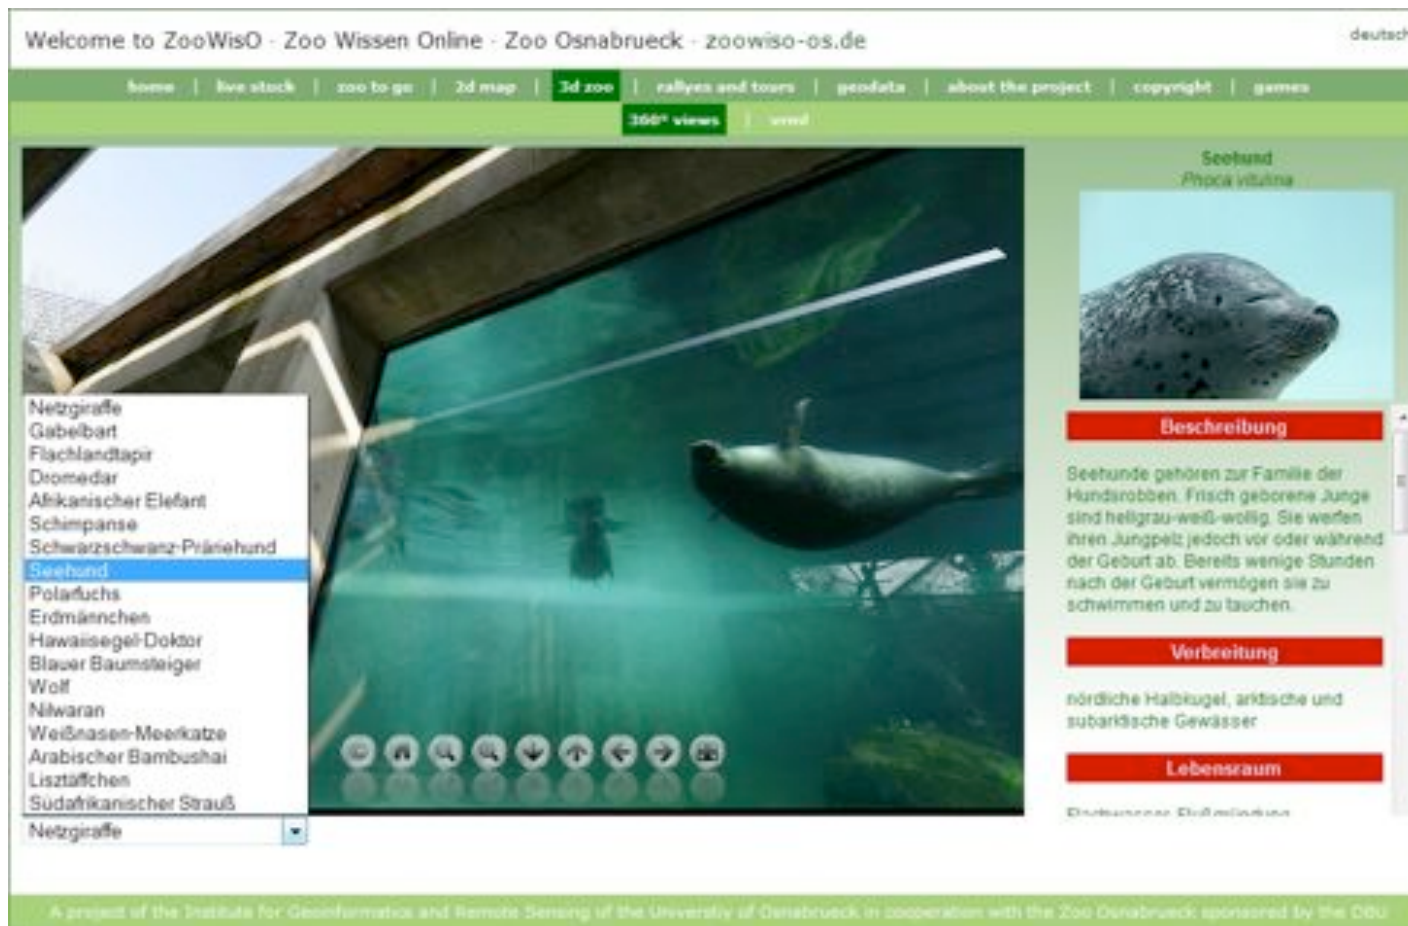 Welcome to ZooWisO · Zoo Wissen Online · Zoo Osnabrueck · zoowiso-os.de
deutsch
home | live stock | zoo to go | 2d map | 3d zoo | rallyes and tours | geodata | about the project | copyright | games
360° views | vrml
Seehund
Phoca vitulina
Beschreibung
Seehunde gehören zur Familie der
Hundsrobben. Frisch geborene Junge
sind hellgrau-weiß-wollig. Sie werfen
ihren Jungpelz jedoch vor oder während
der Geburt ab. Bereits wenige Stunden
nach der Geburt vermögen sie zu
schwimmen und zu tauchen.
Verbreitung
nördliche Halbkugel, arktische und
subarktische Gewässer
Lebensraum
Flachwasser, Flußmündung
Netzgiraffe
Gabelbart
Flachlandtapir
Dromedar
Afrikanischer Elefant
Schimpanse
Schwarzschwanz-Präriehund
Seehund
Polarfuchs
Erdmännchen
Hawaiisegel-Doktor
Blauer Baumsteiger
Wolf
Nilwaran
Weißnasen-Meerkatze
Arabischer Bambushai
Lisztäffchen
Südafrikanischer Strauß
Netzgiraffe
A project of the Institute for Geoinformatics and Remote Sensing of the Universtiy of Osnabrueck in cooperation with the Zoo Osnabrueck sponsored by the DBU